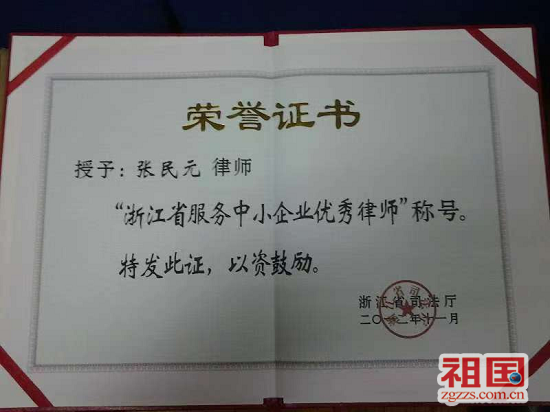 荣誉证书
授予：张民元 律师
“浙江省服务中小企业优秀律师”称号。
特发此证，以资鼓励。
浙江省司法厅
二〇一二年十一月
祖国
zgzzs.com.cn